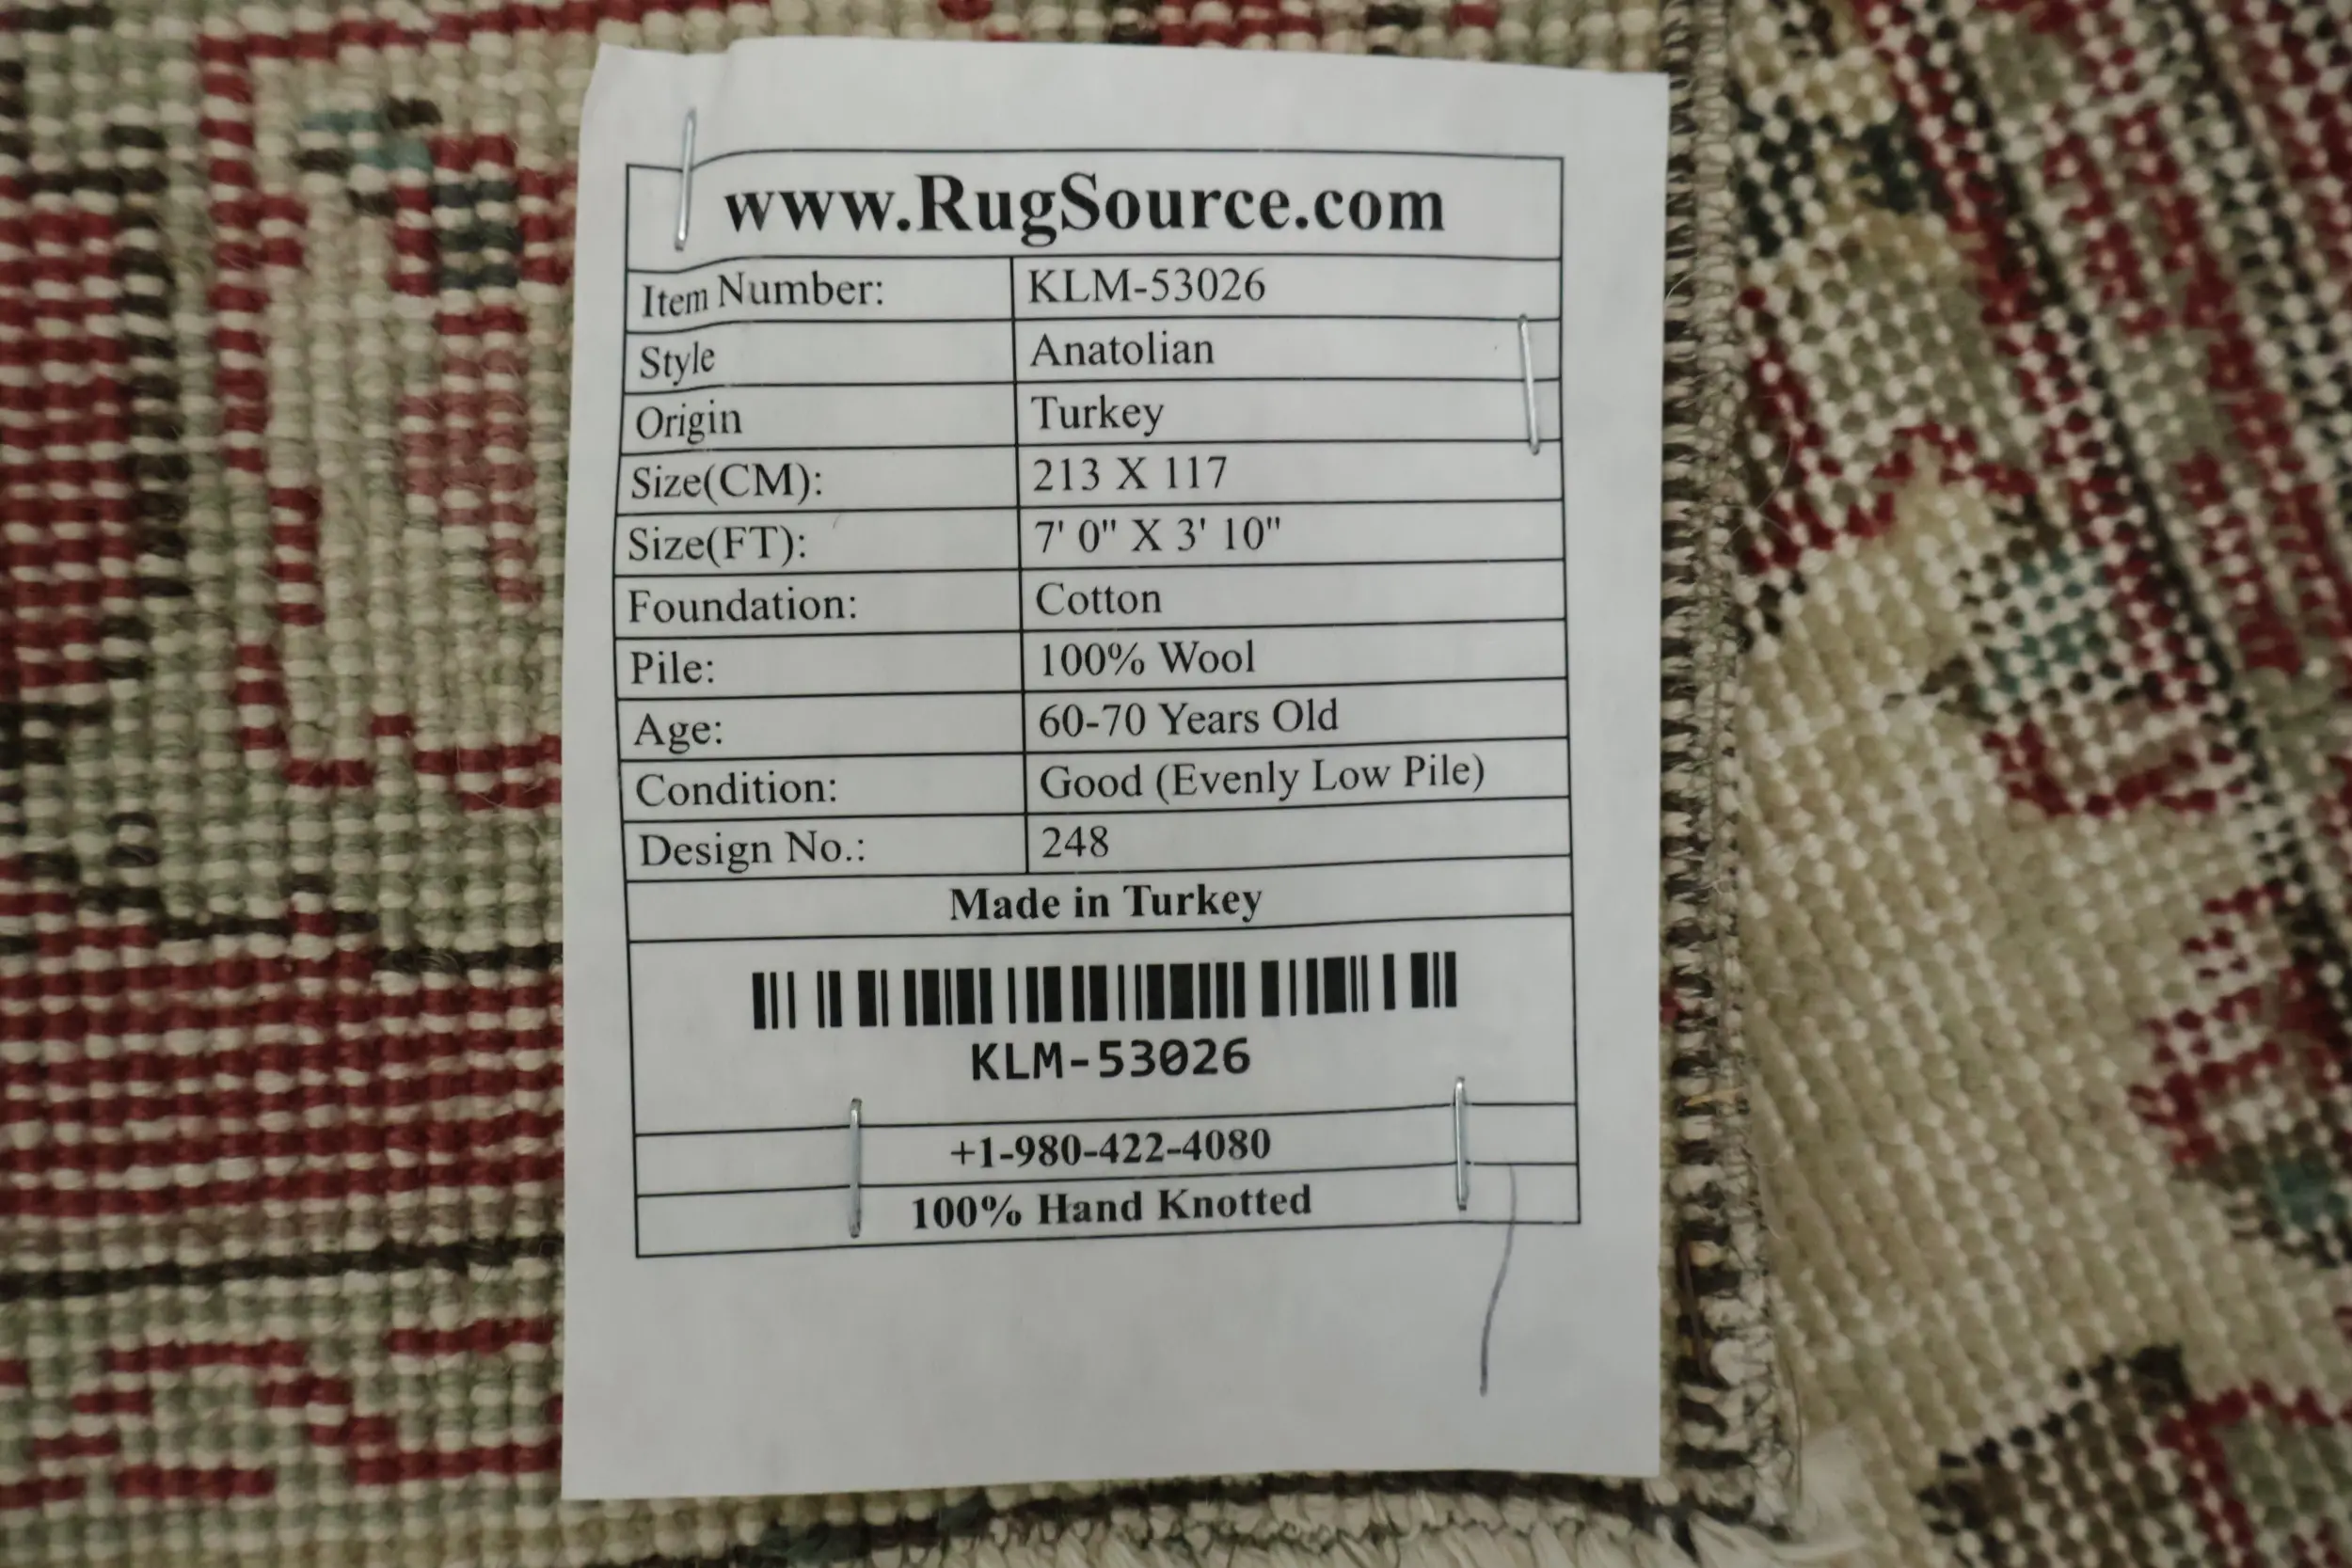 www.RugSource.com
Item Number: KLM-53026
Style Anatolian
Origin Turkey
Size(CM): 213 X 117
Size(FT): 7' 0" X 3' 10"
Foundation: Cotton
Pile: 100% Wool
Age: 60-70 Years Old
Condition: Good (Evenly Low Pile)
Design No.: 248
Made in Turkey
KLM-53026
+1-980-422-4080
100% Hand Knotted